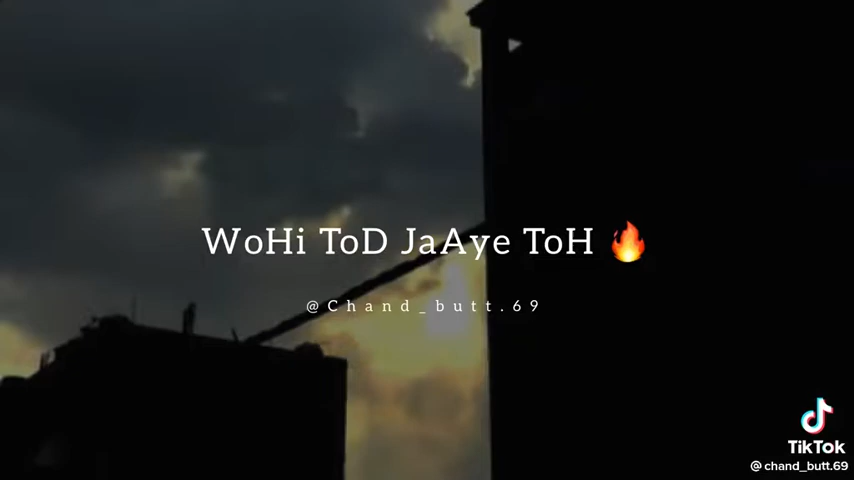 WoHi ToD JaAye ToH 🔥
@Chand_butt.69
TikTok
@chand_butt.69